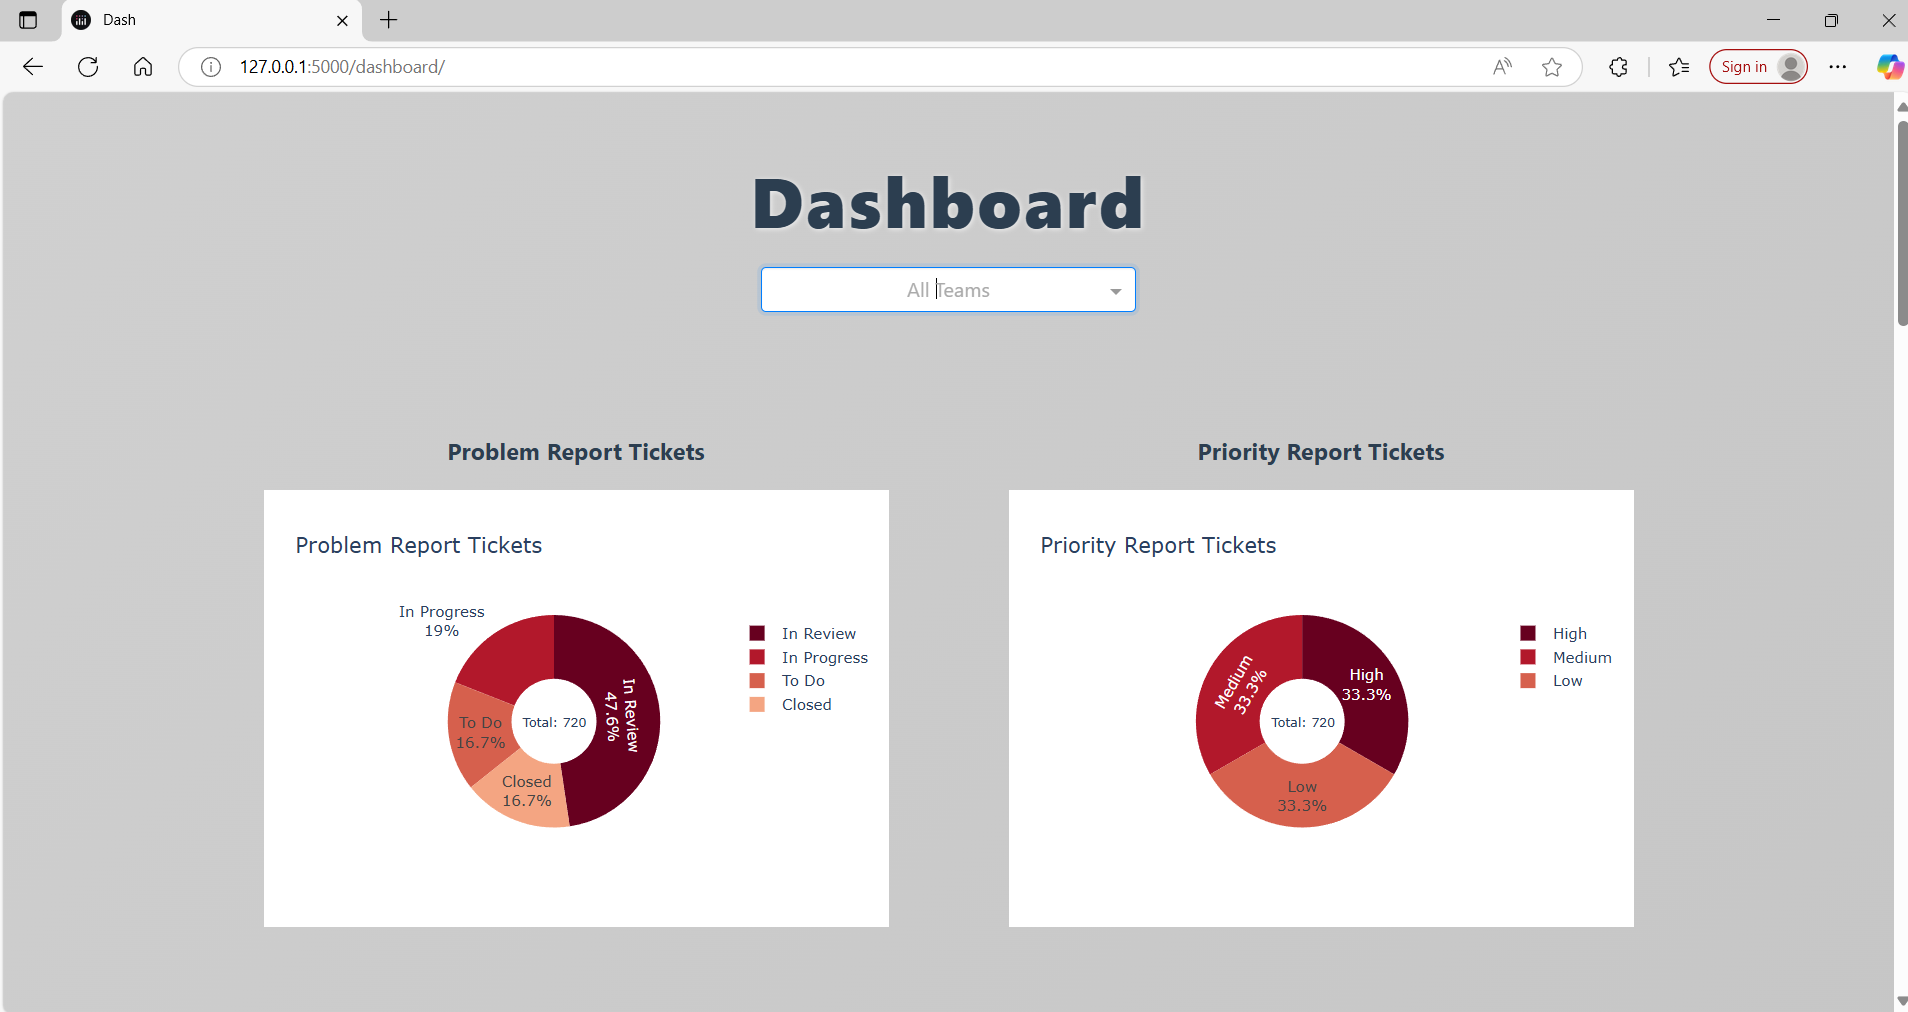 Dash
127.0.0.1:5000/dashboard/
Sign in
Dashboard
All Teams
Problem Report Tickets
Priority Report Tickets
Problem Report Tickets
In Progress
19%
In Review
47.6%
To Do
16.7%
Total: 720
Closed
16.7%
In Review
In Progress
To Do
Closed
Priority Report Tickets
Medium
33.3%
High
33.3%
Total: 720
Low
33.3%
High
Medium
Low